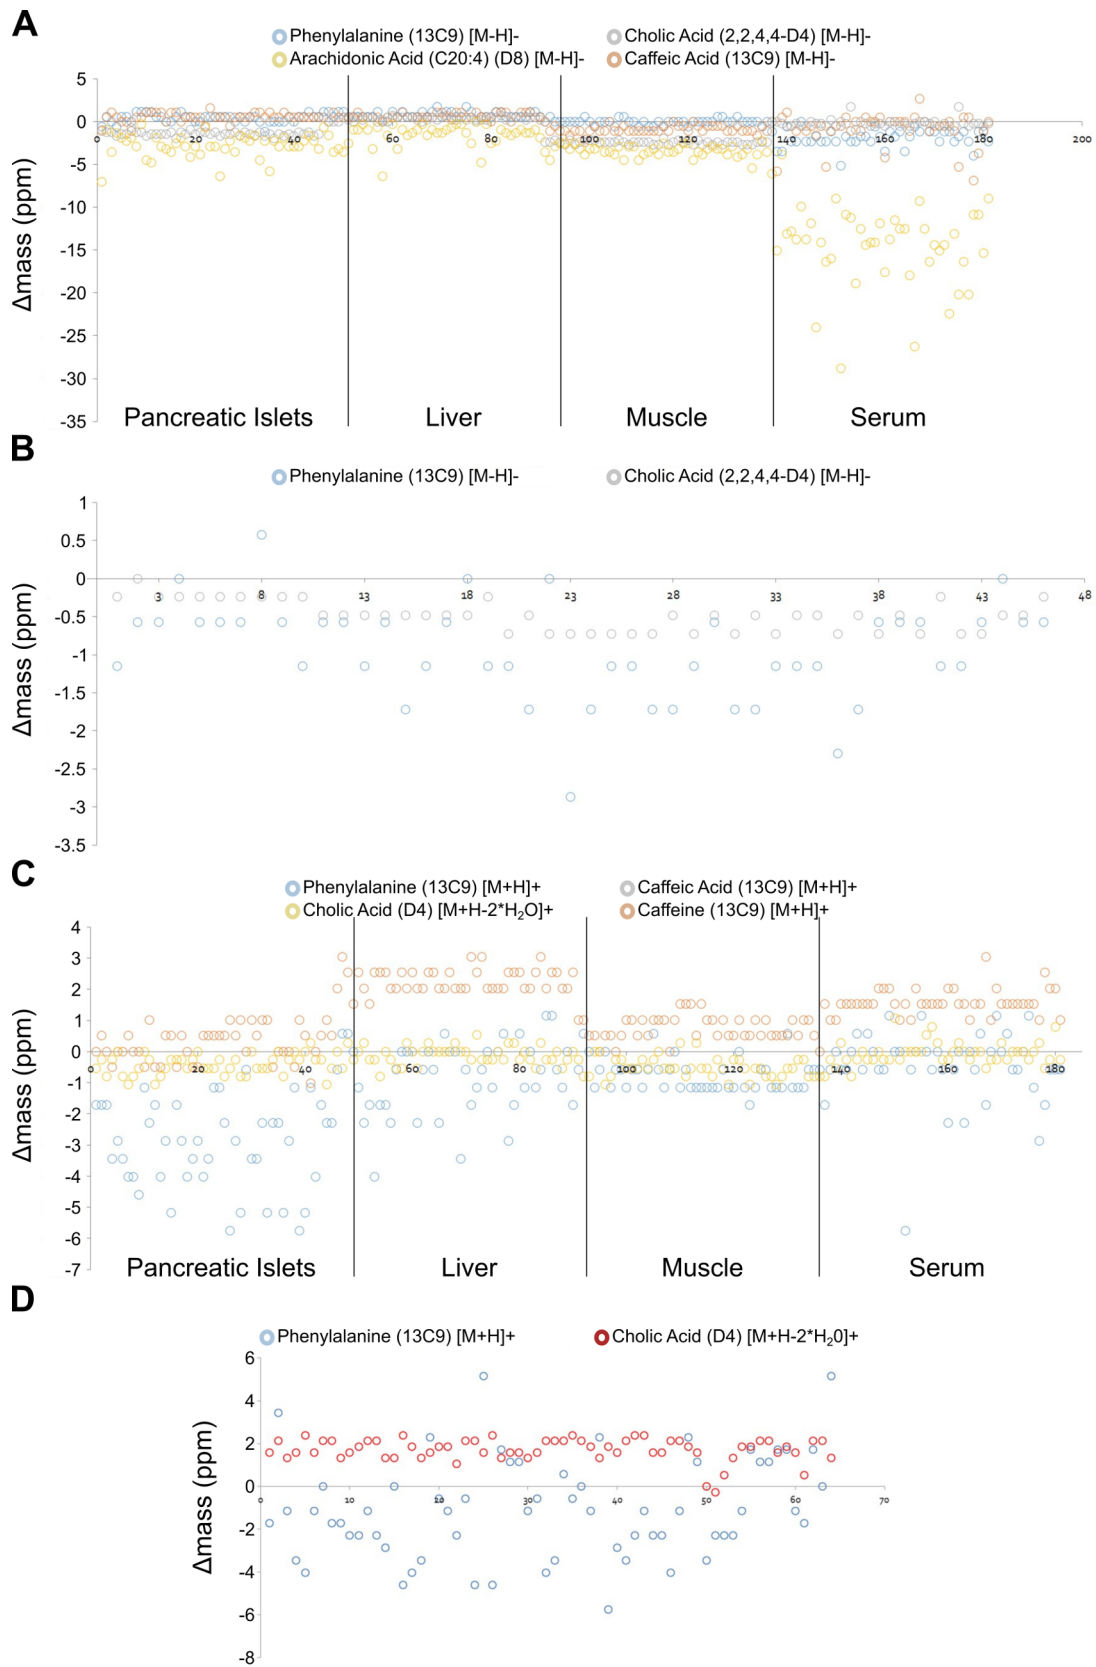 A
Phenylalanine (13C9) [M-H]-
Cholic Acid (2,2,4,4-D4) [M-H]-
Arachidonic Acid (C20:4) (D8) [M-H]-
Caffeic Acid (13C9) [M-H]-
Δmass (ppm)
5
0
-5
-10
-15
-20
-25
-30
-35
0 20 40 60 80 100 120 140 160 180 200
Pancreatic Islets Liver Muscle Serum
B
Phenylalanine (13C9) [M-H]-
Cholic Acid (2,2,4,4-D4) [M-H]-
Δmass (ppm)
1
0.5
0
-0.5
-1
-1.5
-2
-2.5
-3
-3.5
3 8 13 18 23 28 33 38 43 48
C
Phenylalanine (13C9) [M+H]+
Caffeic Acid (13C9) [M+H]+
Cholic Acid (D4) [M+H-2*H₂O]+
Caffeine (13C9) [M+H]+
Δmass (ppm)
4
3
2
1
0
-1
-2
-3
-4
-5
-6
-7
0 20 40 60 80 100 120 140 160 180
Pancreatic Islets Liver Muscle Serum
D
Phenylalanine (13C9) [M+H]+
Cholic Acid (D4) [M+H-2*H₂0]+
Δmass (ppm)
6
4
2
0
-2
-4
-6
-8
0 10 20 30 40 50 60 70